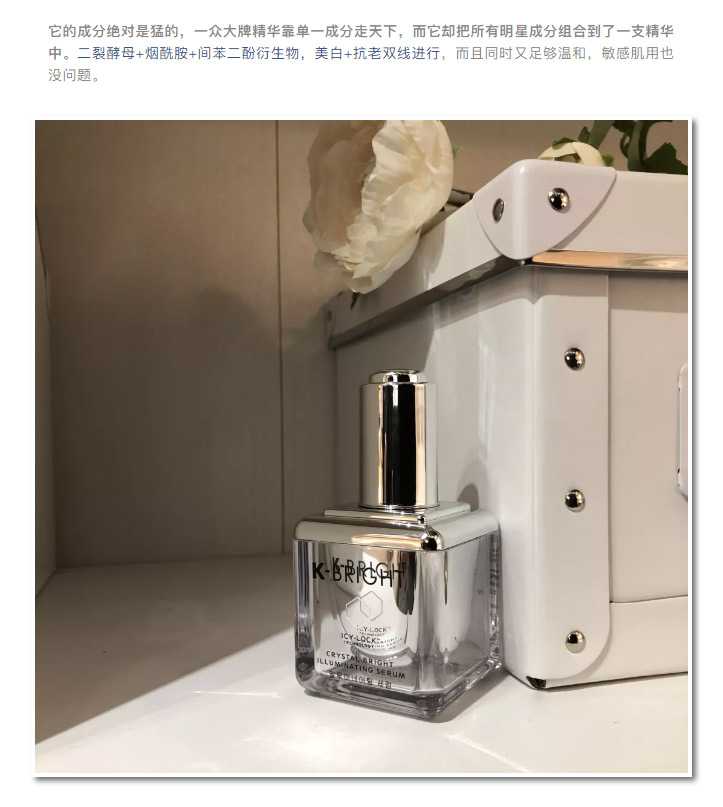 它的成分绝对是猛的，一众大牌精华靠单一成分走天下，而它却把所有明星成分组合到了一支精华
中。二裂酵母+烟酰胺+间苯二酚衍生物，美白+抗老双线进行，而且同时又足够温和，敏感肌用也
没问题。
K-BRIGHT
ICY-LOCK
CRYSTAL BRIGHT
ILLUMINATING SERUM